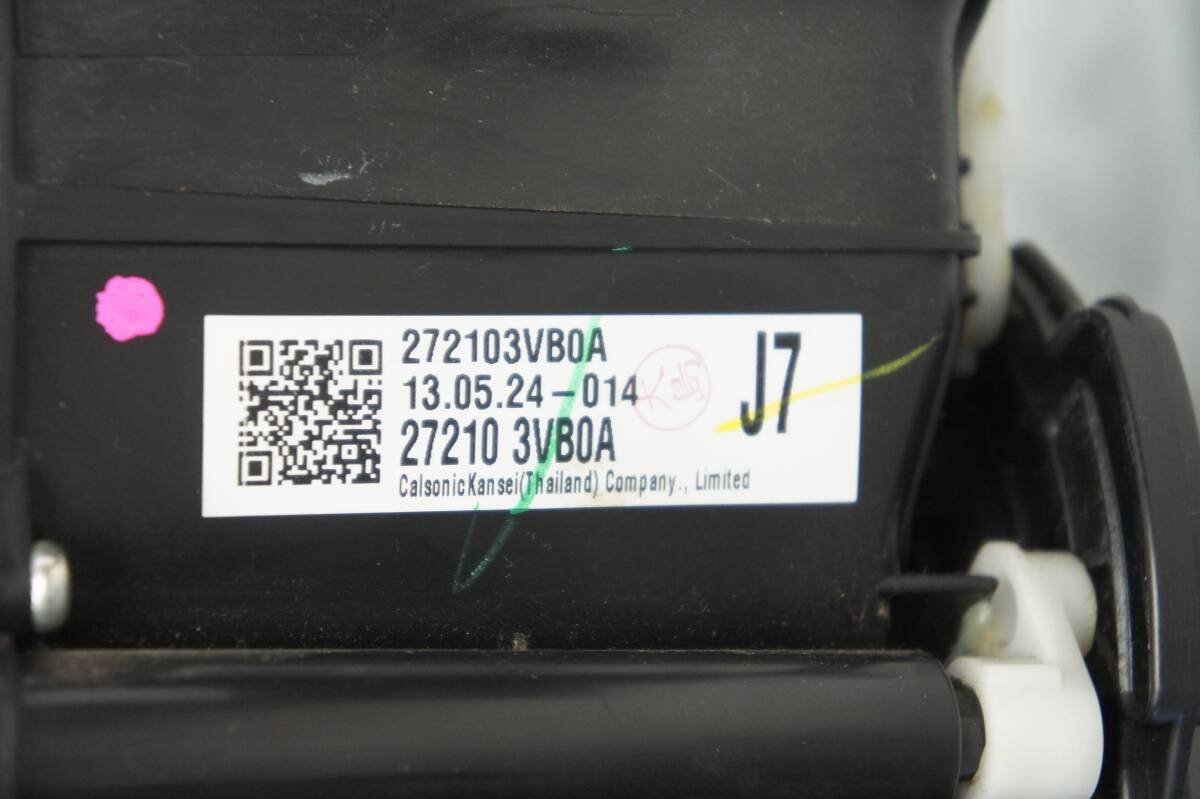 272103VB0A
13.05.24-014
27210 3VB0A
CalsonicKansei(Thailand) Company., Limited
J7